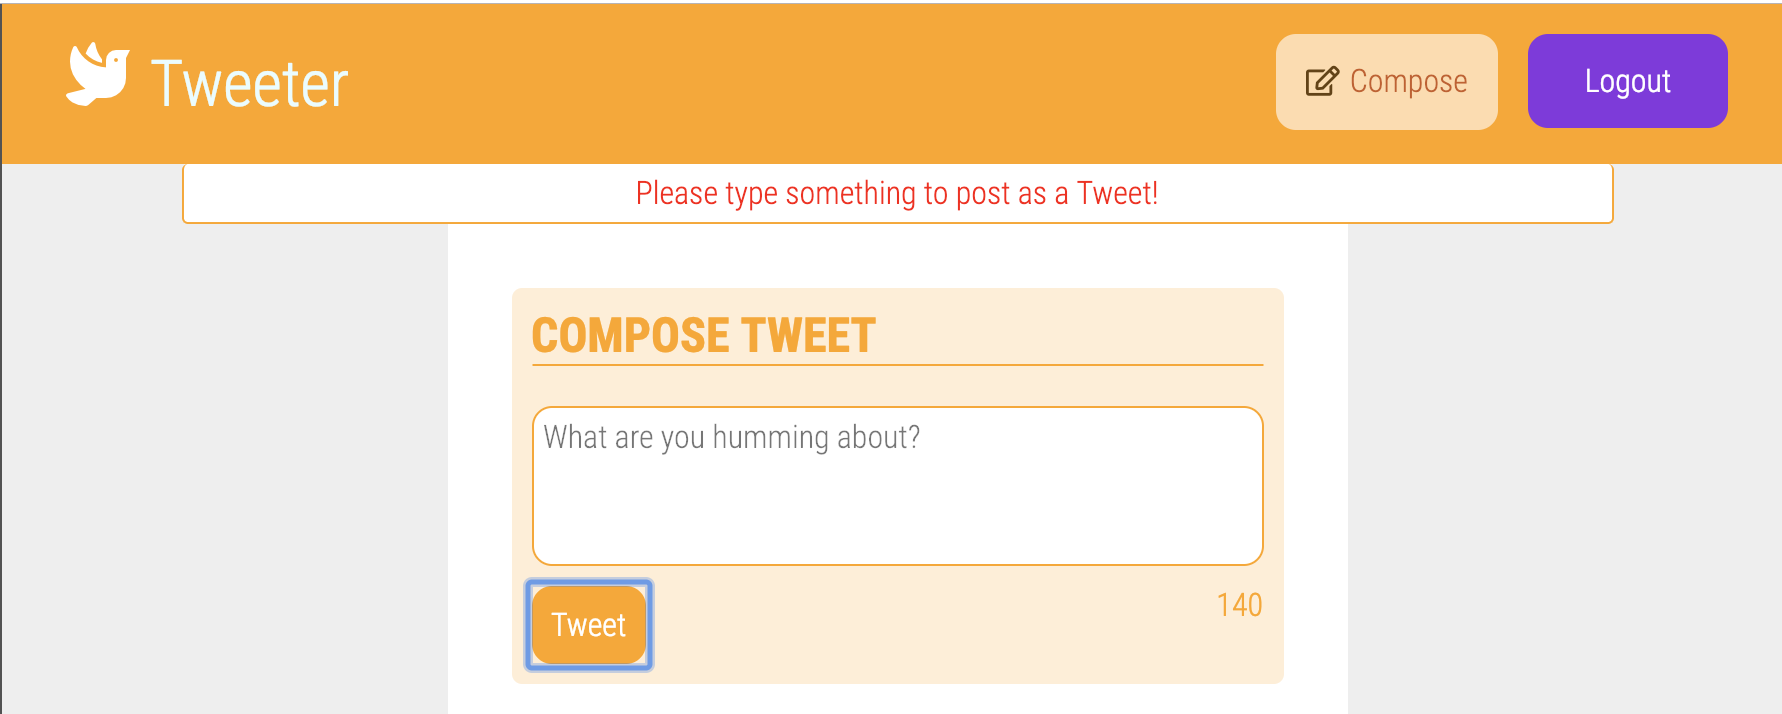 Tweeter
Compose
Logout
Please type something to post as a Tweet!
COMPOSE TWEET
What are you humming about?
Tweet
140